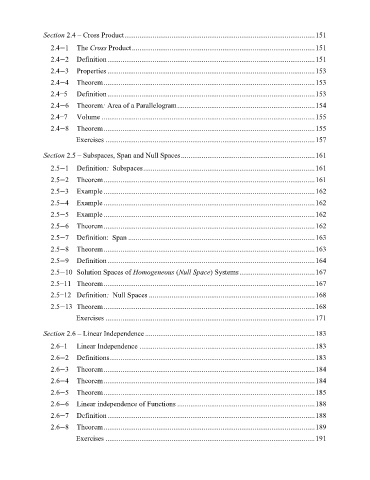 Section 2.4 – Cross Product 151
2.4−1 The Cross Product 151
2.4−2 Definition 151
2.4−3 Properties 153
2.4−4 Theorem 153
2.4−5 Definition 153
2.4−6 Theorem: Area of a Parallelogram 154
2.4−7 Volume 155
2.4−8 Theorem 155
Exercises 157
Section 2.5 – Subspaces, Span and Null Spaces 161
2.5−1 Definition: Subspaces 161
2.5−2 Theorem 161
2.5−3 Example 162
2.5−4 Example 162
2.5−5 Example 162
2.5−6 Theorem 162
2.5−7 Definition: Span 163
2.5−8 Theorem 163
2.5−9 Definition 164
2.5−10 Solution Spaces of Homogeneous (Null Space) Systems 167
2.5−11 Theorem 167
2.5−12 Definition: Null Spaces 168
2.5−13 Theorem 168
Exercises 171
Section 2.6 – Linear Independence 183
2.6−1 Linear Independence 183
2.6−2 Definitions 183
2.6−3 Theorem 184
2.6−4 Theorem 184
2.6−5 Theorem 185
2.6−6 Linear independence of Functions 188
2.6−7 Definition 188
2.6−8 Theorem 189
Exercises 191